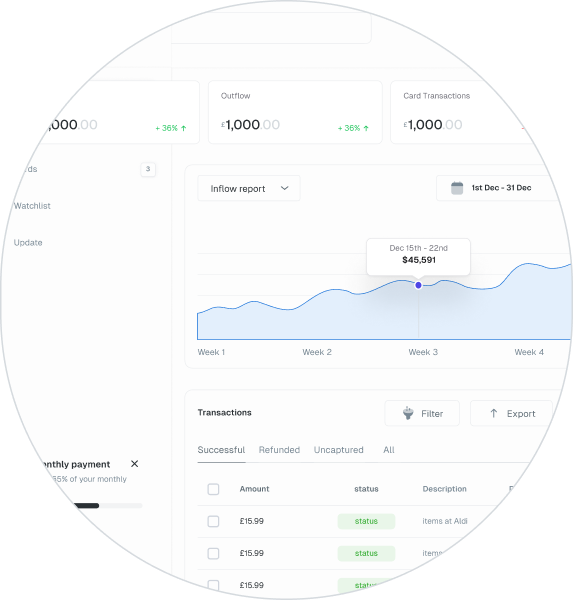 Outflow
Card Transactions
,000.00
+ 36% ↑
£1,000.00
+ 36% ↑
£1,000.00
ds
3
Watchlist
Update
Inflow report
1st Dec - 31 Dec
Dec 15th - 22nd
$45,591
Week 1
Week 2
Week 3
Week 4
Transactions
Filter
↑ Export
Successful
Refunded
Uncaptured
All
nthly payment
65% of your monthly
Amount
status
Description
£15.99
status
items at Aldi
£15.99
status
items
£15.99
status